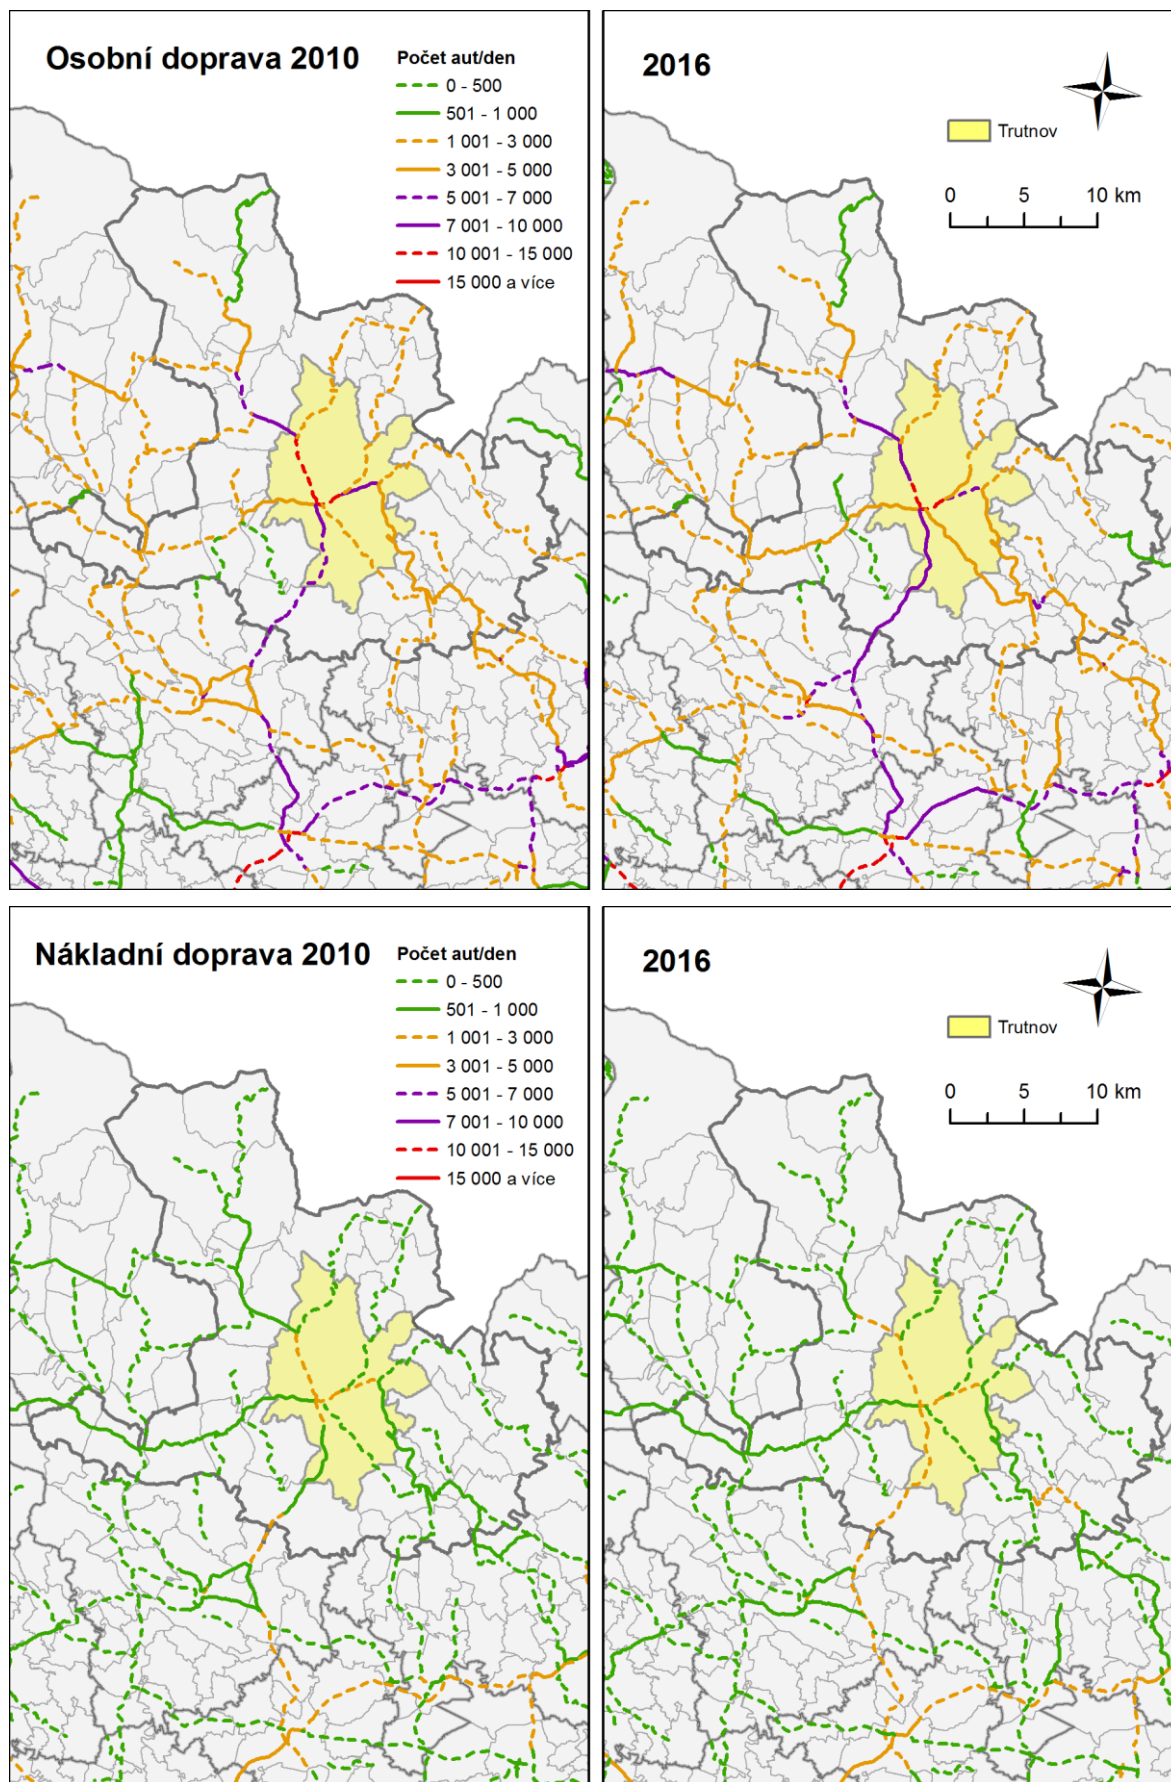 Osobní doprava 2010
Počet aut/den
0 - 500
501 - 1 000
1 001 - 3 000
3 001 - 5 000
5 001 - 7 000
7 001 - 10 000
10 001 - 15 000
15 000 a více
2016
Trutnov
0 5 10 km
Nákladní doprava 2010
Počet aut/den
0 - 500
501 - 1 000
1 001 - 3 000
3 001 - 5 000
5 001 - 7 000
7 001 - 10 000
10 001 - 15 000
15 000 a více
2016
Trutnov
0 5 10 km